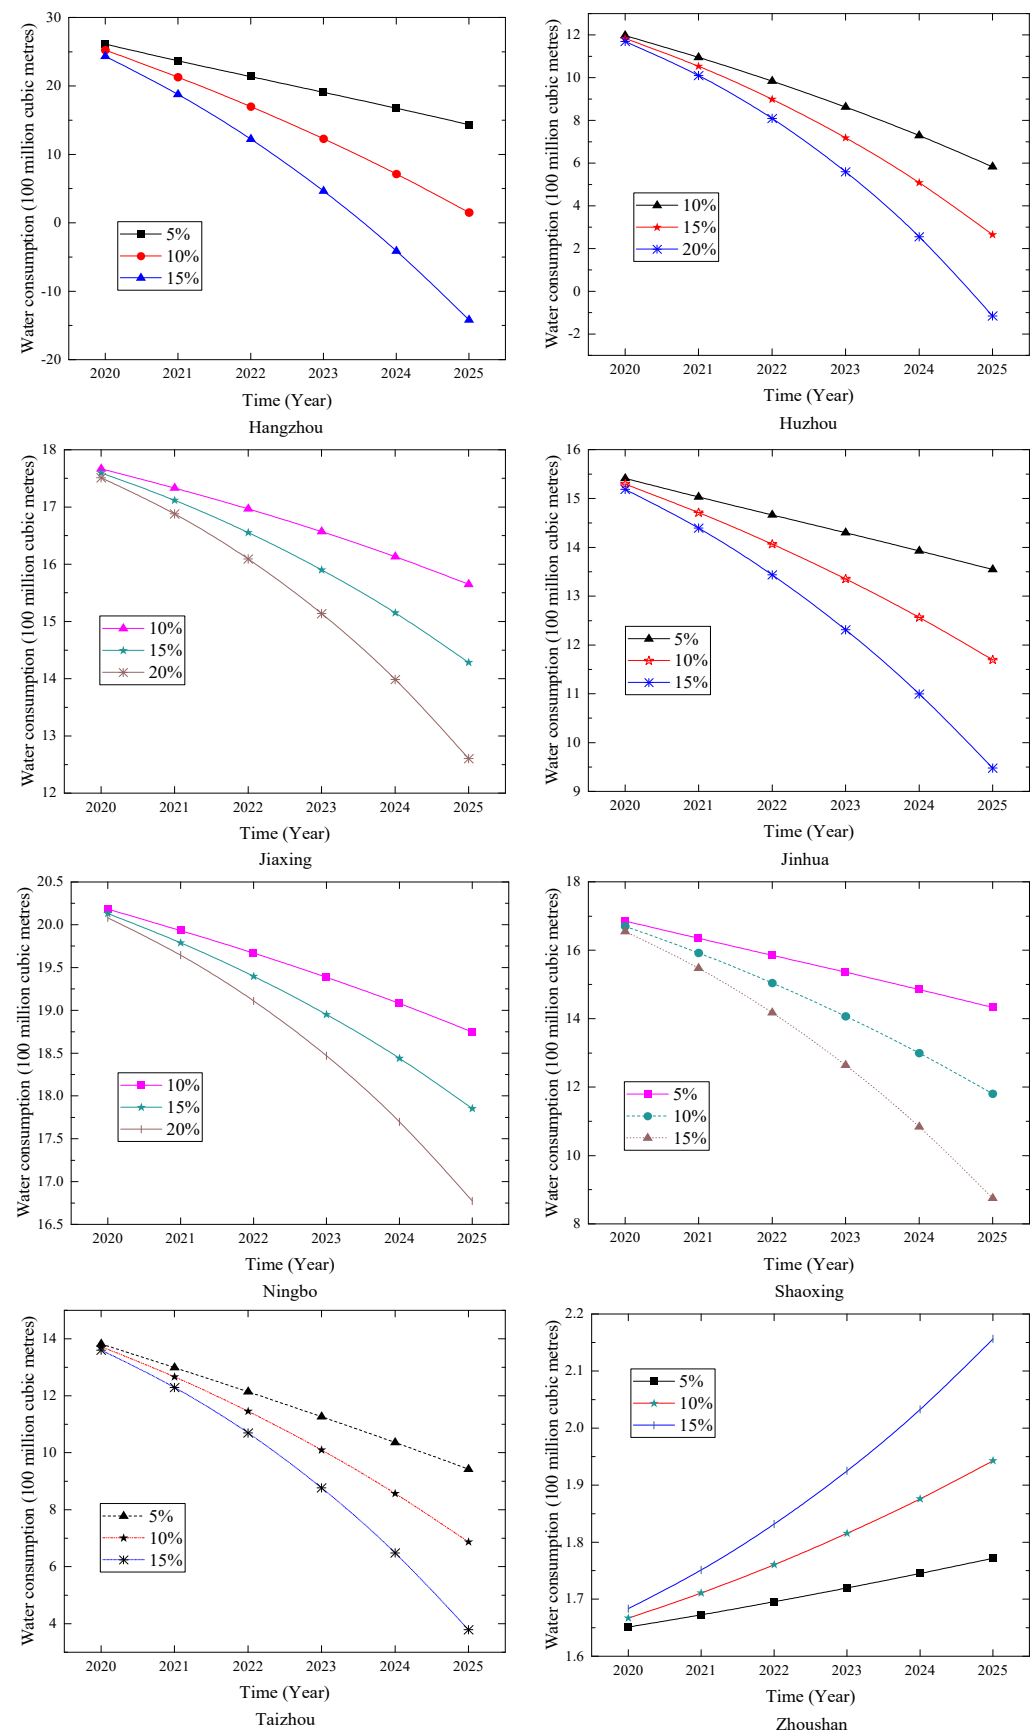 Water consumption (100 million cubic metres)
30
20
10
0
-10
-20
5%
10%
15%
2020 2021 2022 2023 2024 2025
Time (Year)
Hangzhou
Water consumption (100 million cubic metres)
12
10
8
6
4
2
0
-2
10%
15%
20%
2020 2021 2022 2023 2024 2025
Time (Year)
Huzhou
Water consumption (100 million cubic metres)
18
17
16
15
14
13
12
10%
15%
20%
2020 2021 2022 2023 2024 2025
Time (Year)
Jiaxing
Water consumption (100 million cubic metres)
16
15
14
13
12
11
10
9
5%
10%
15%
2020 2021 2022 2023 2024 2025
Time (Year)
Jinhua
Water consumption (100 million cubic metres)
20.5
20.0
19.5
19.0
18.5
18.0
17.5
17.0
16.5
10%
15%
20%
2020 2021 2022 2023 2024 2025
Time (Year)
Ningbo
Water consumption (100 million cubic metres)
18
16
14
12
10
8
5%
10%
15%
2020 2021 2022 2023 2024 2025
Time (Year)
Shaoxing
Water consumption (100 million cubic metres)
14
12
10
8
6
4
5%
10%
15%
2020 2021 2022 2023 2024 2025
Time (Year)
Taizhou
Water consumption (100 million cubic metres)
2.2
2.1
2.0
1.9
1.8
1.7
1.6
5%
10%
15%
2020 2021 2022 2023 2024 2025
Time (Year)
Zhoushan